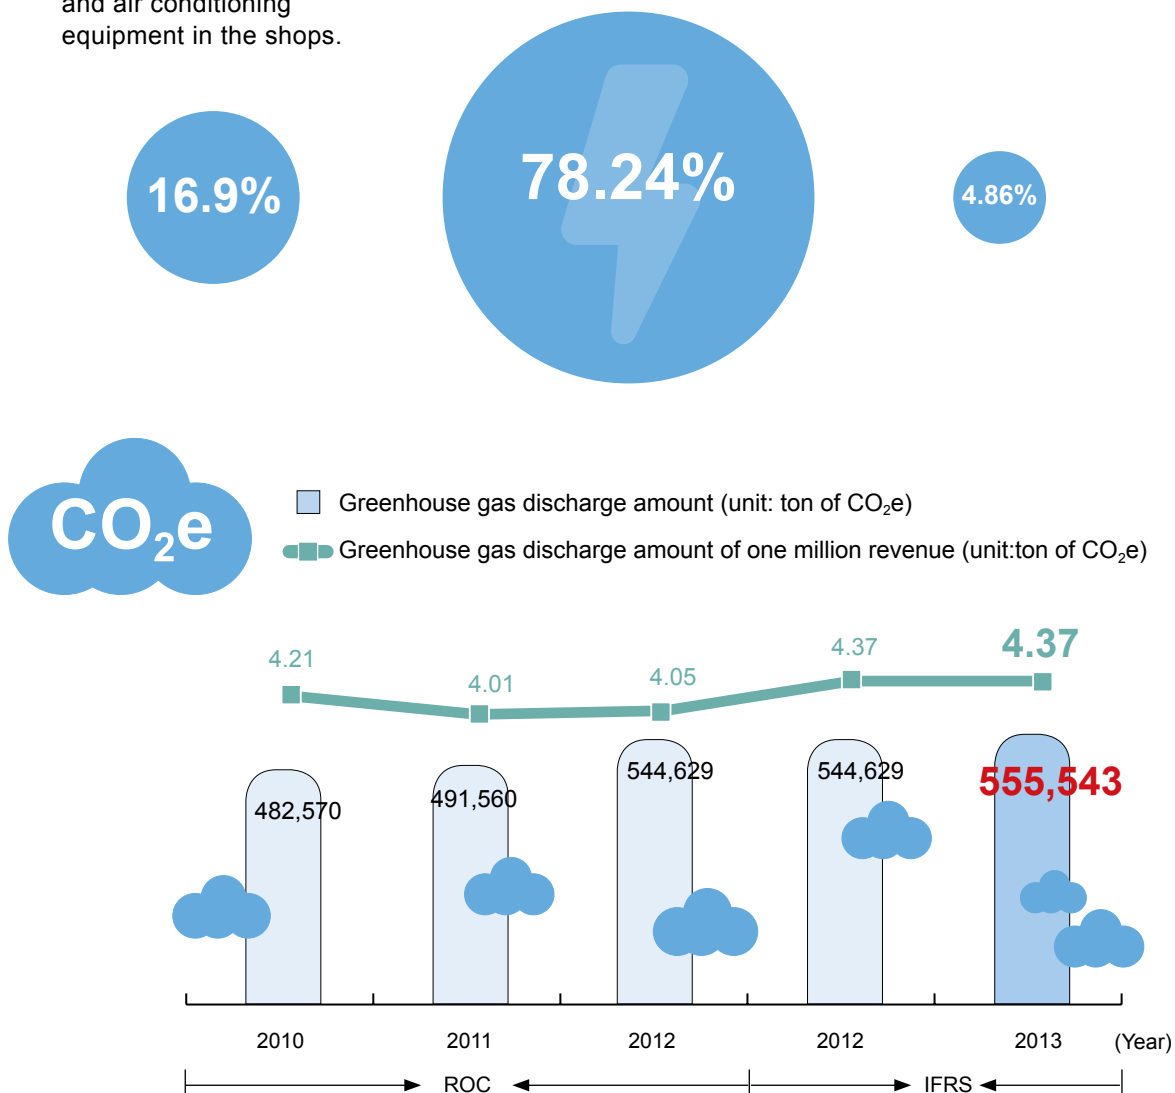 and air conditioning
equipment in the shops.
16.9%
78.24%
4.86%
CO₂e
Greenhouse gas discharge amount (unit: ton of CO₂e)
Greenhouse gas discharge amount of one million revenue (unit:ton of CO₂e)
4.21
4.01
4.05
4.37
4.37
482,570
491,560
544,629
544,629
555,543
2010
2011
2012
2012
2013
(Year)
ROC
IFRS